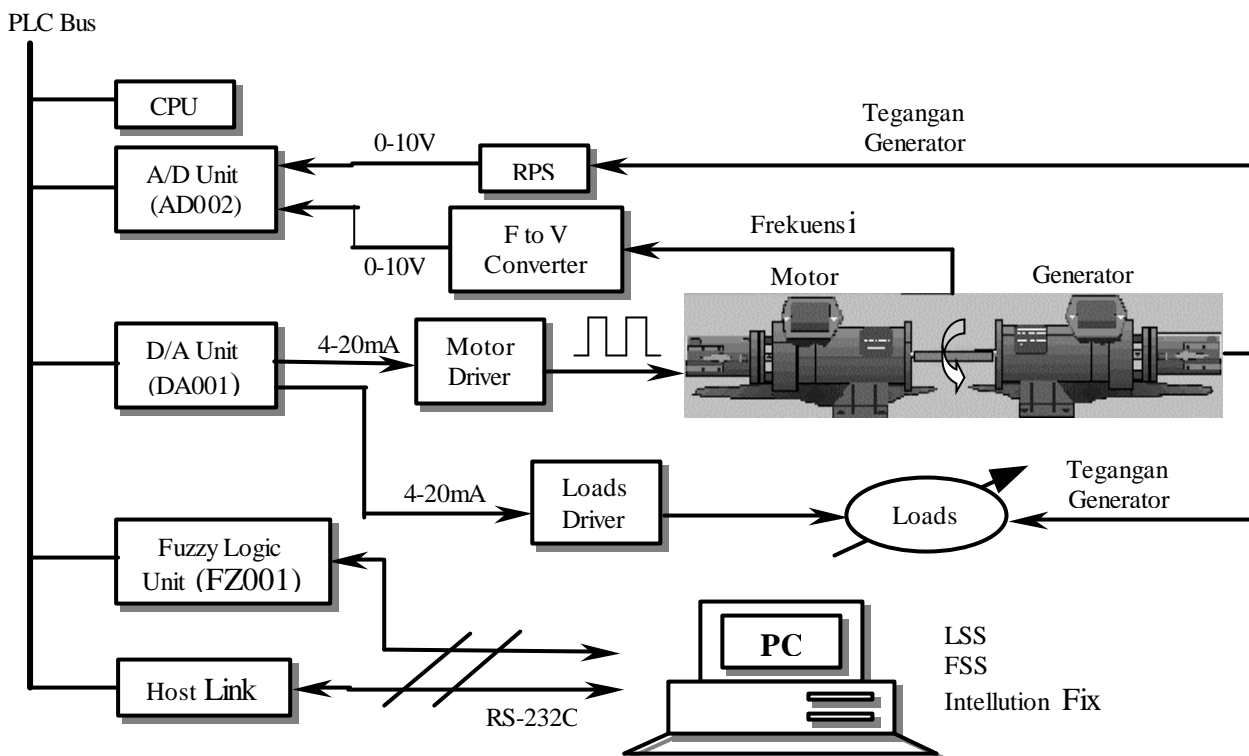 PLC Bus
CPU
A/D Unit
(AD002)
0-10V
RPS
Tegangan
Generator
0-10V
F to V
Converter
Frekuensi
Motor
Generator
D/A Unit
(DA001)
4-20mA
Motor
Driver
4-20mA
Loads
Driver
Loads
Tegangan
Generator
Fuzzy Logic
Unit (FZ001)
Host Link
RS-232C
PC
LSS
FSS
Intellution Fix